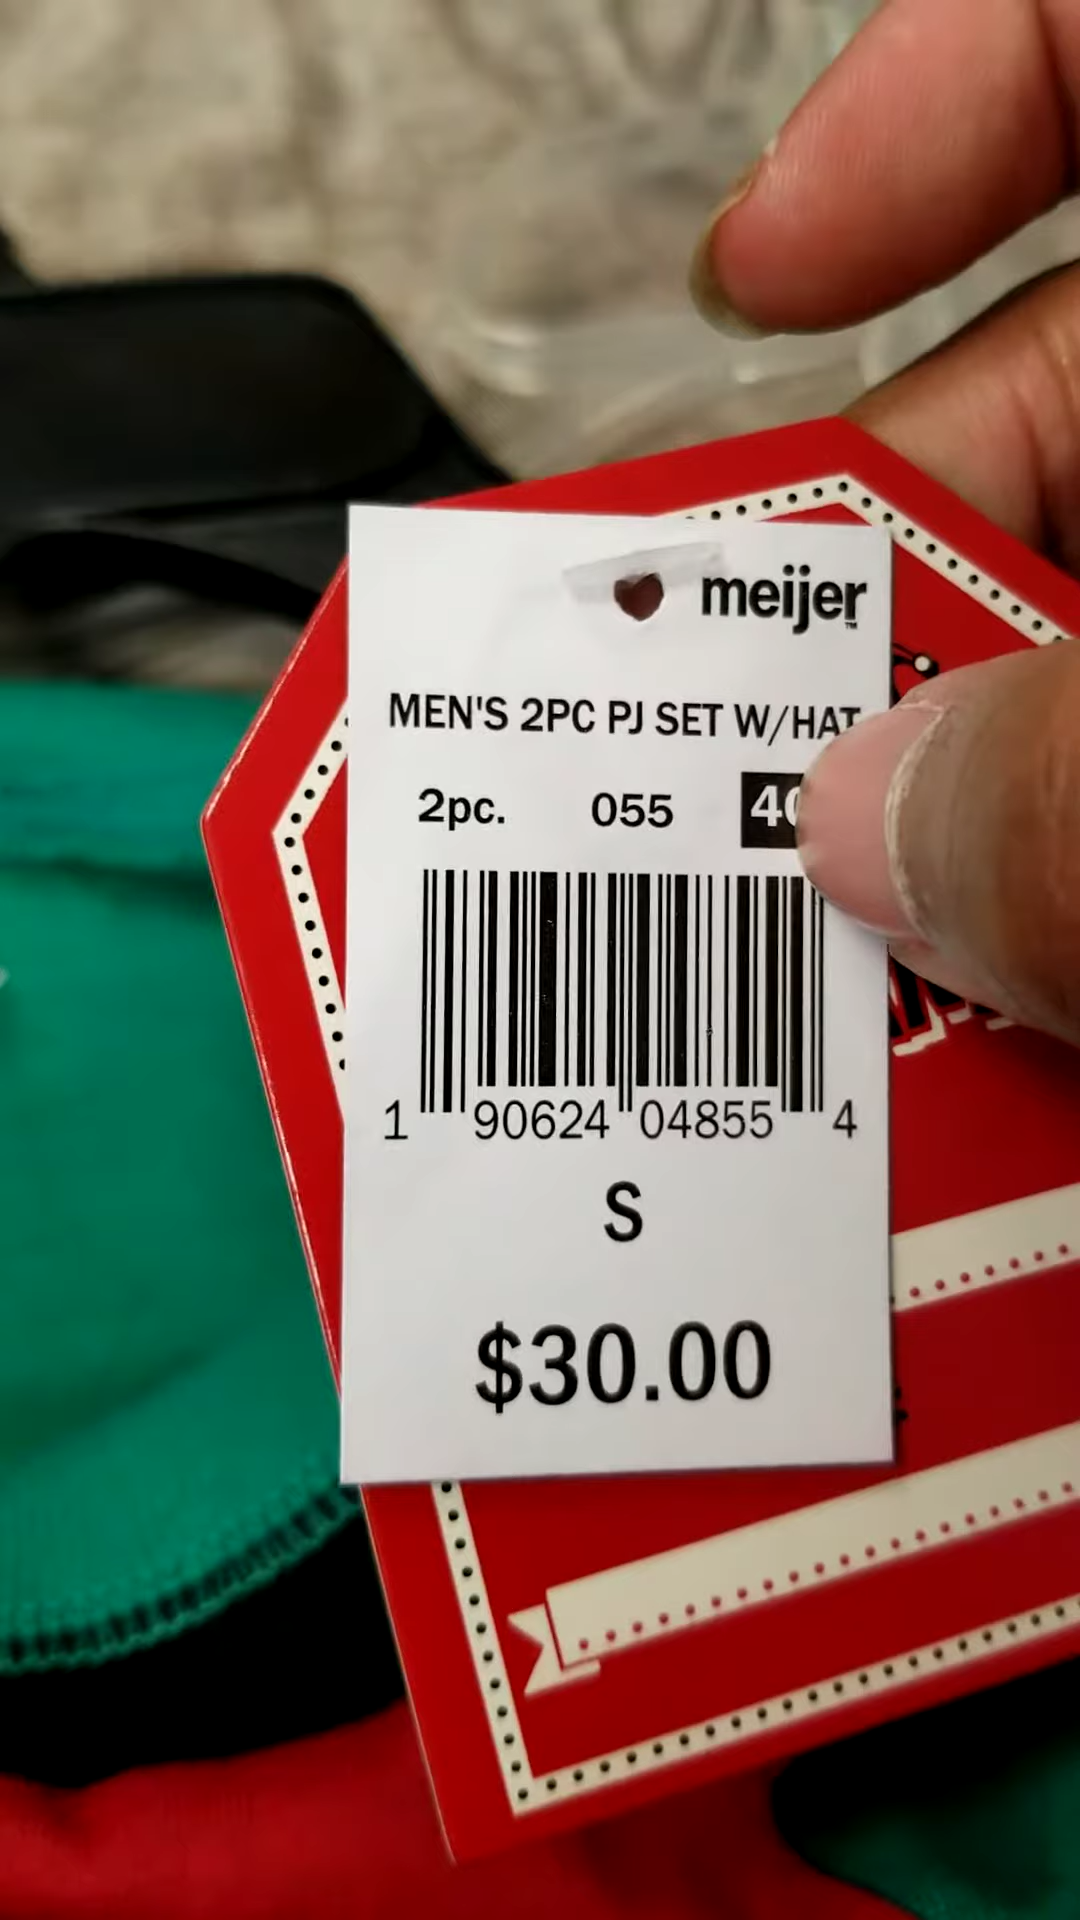 meijer
MEN'S 2PC PJ SET W/HAT
2pc. 055
1 90624 04855 4
S
$30.00